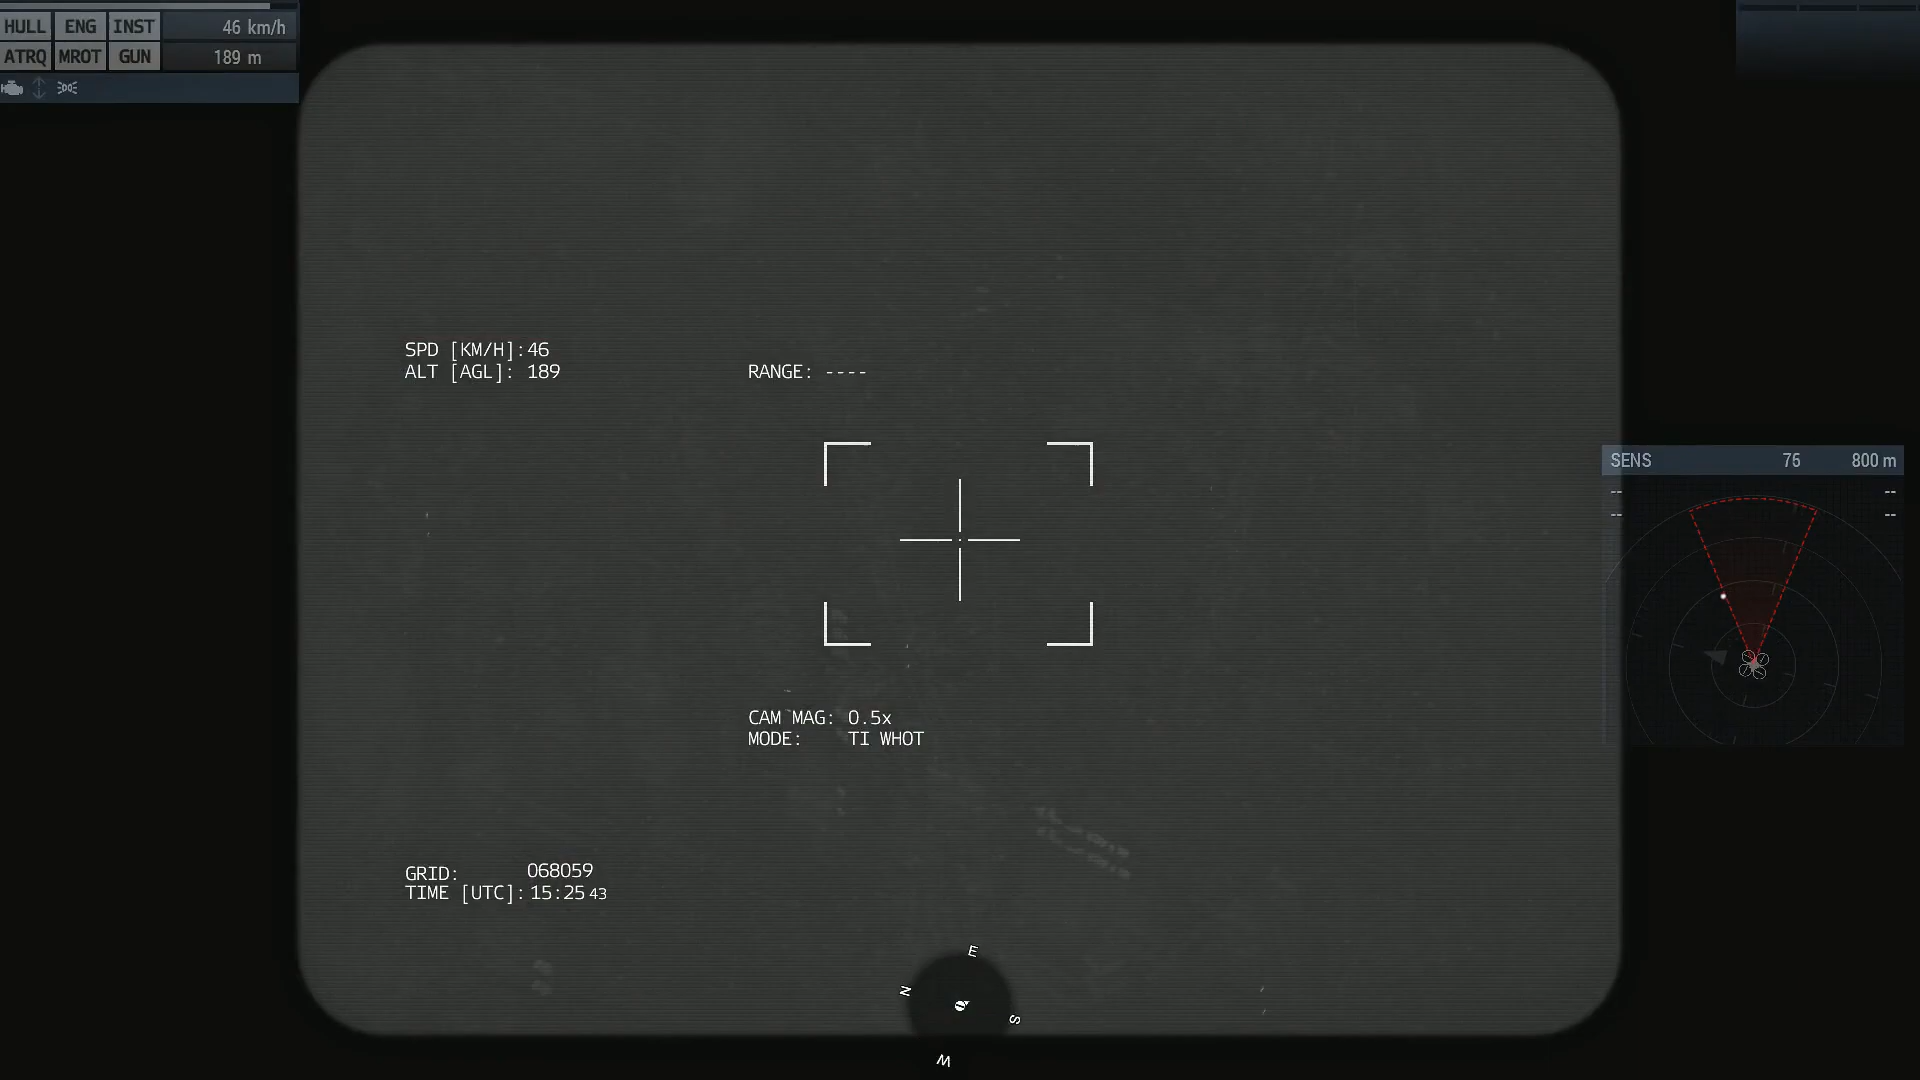 HULL ENG INST 46 km/h
ATRQ MROT GUN 189 m
SPD [KM/H]: 46
ALT [AGL]: 189
RANGE: ----
SENS 75 800 m
-- --
-- --
CAM MAG: 0.5x
MODE: TI WHOT
GRID: 068059
TIME [UTC]: 15:25 43
E
N
S
W